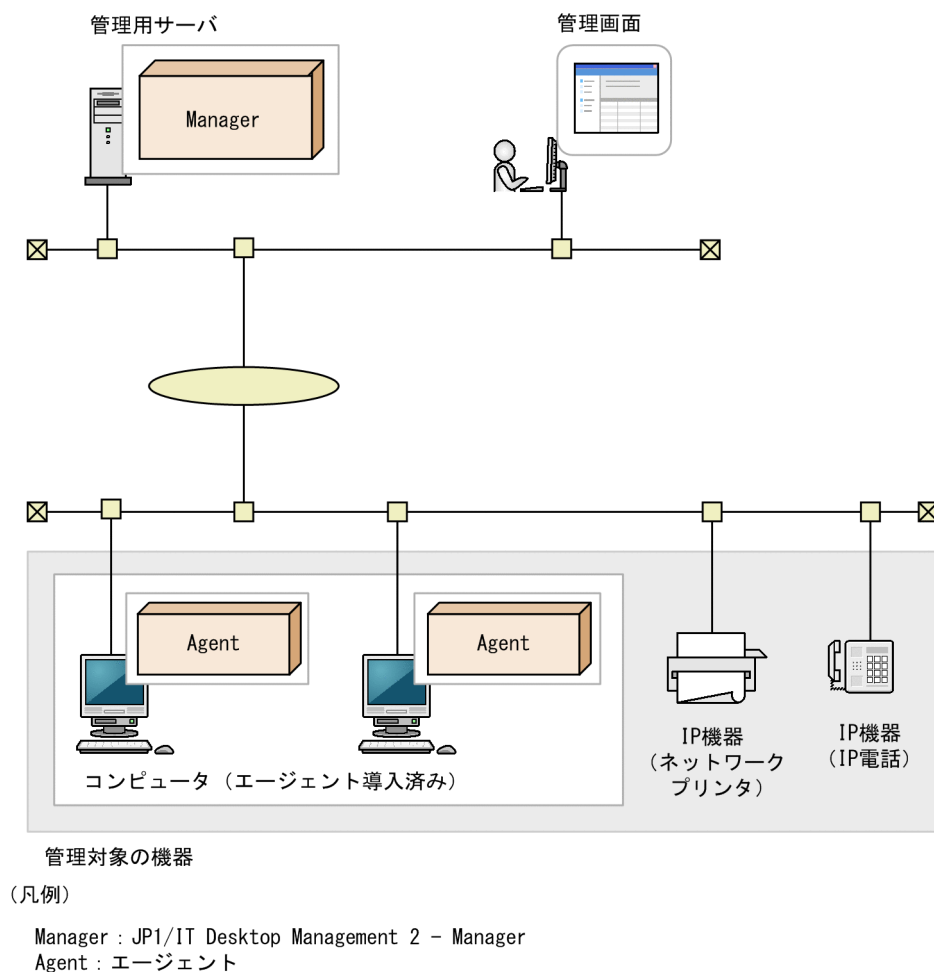 管理用サーバ
管理画面
Manager
Agent
Agent
コンピュータ（エージェント導入済み）
IP機器
（ネットワーク
プリンタ）
IP機器
（IP電話）
管理対象の機器
（凡例）
Manager：JP1/IT Desktop Management 2 − Manager
Agent：エージェント